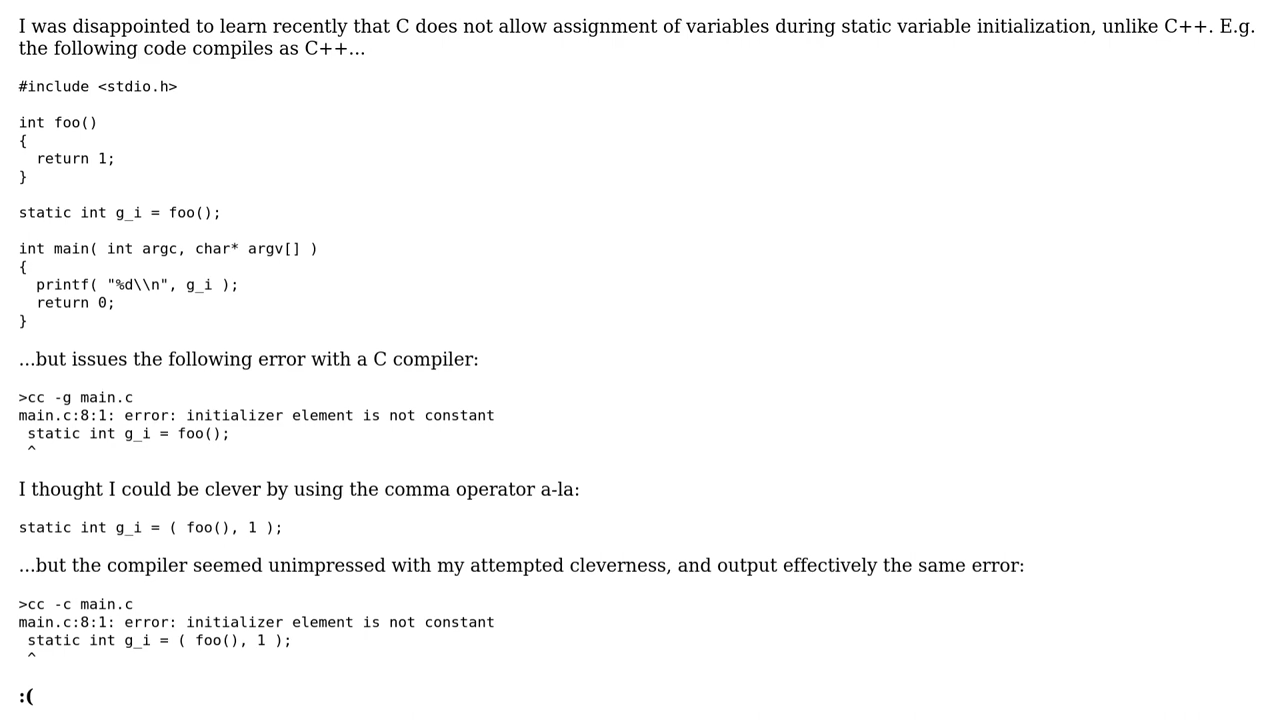 I was disappointed to learn recently that C does not allow assignment of variables during static variable initialization, unlike C++. E.g.
the following code compiles as C++...
#include <stdio.h>
int foo()
{
  return 1;
}
static int g_i = foo();
int main( int argc, char* argv[] )
{
  printf( "%d\\n", g_i );
  return 0;
}
...but issues the following error with a C compiler:
>cc -g main.c
main.c:8:1: error: initializer element is not constant
 static int g_i = foo();
 ^
I thought I could be clever by using the comma operator a-la:
static int g_i = ( foo(), 1 );
...but the compiler seemed unimpressed with my attempted cleverness, and output effectively the same error:
>cc -c main.c
main.c:8:1: error: initializer element is not constant
 static int g_i = ( foo(), 1 );
 ^
:(